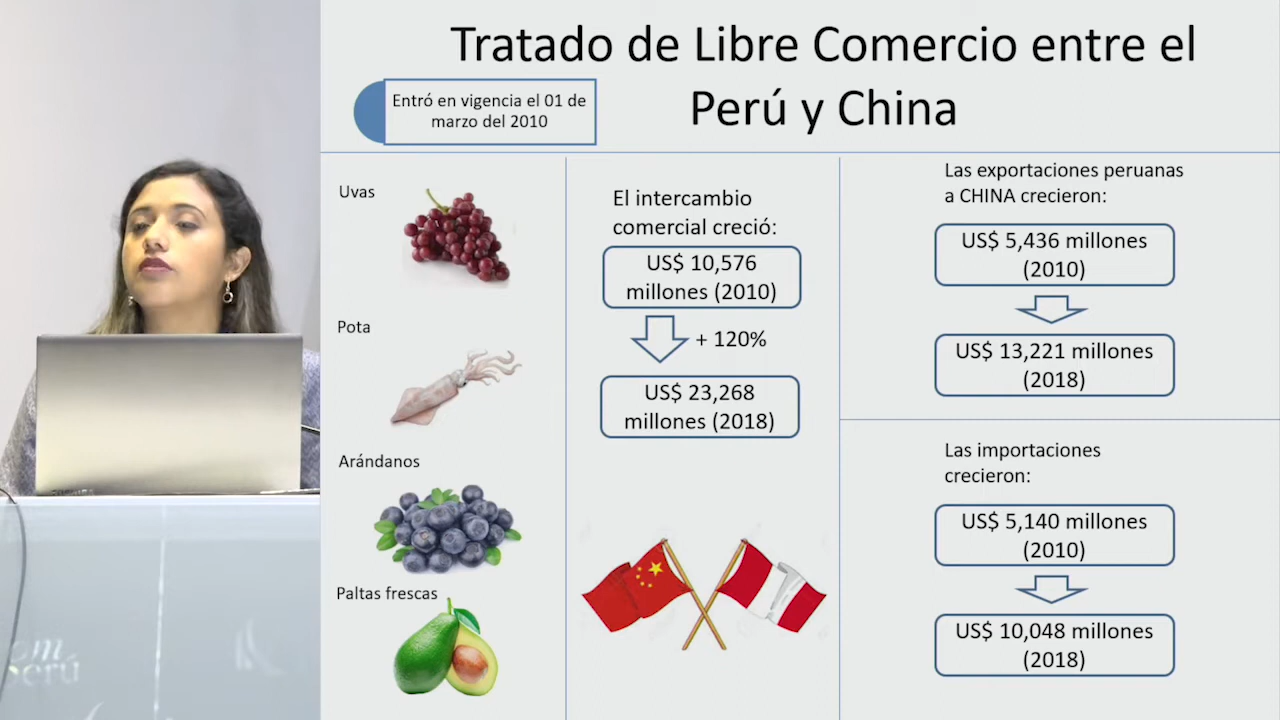 Tratado de Libre Comercio entre el
Perú y China
Entró en vigencia el 01 de
marzo del 2010
Uvas
Pota
Arándanos
Paltas frescas
El intercambio
comercial creció:
US$ 10,576
millones (2010)
+ 120%
US$ 23,268
millones (2018)
Las exportaciones peruanas
a CHINA crecieron:
US$ 5,436 millones
(2010)
US$ 13,221 millones
(2018)
Las importaciones
crecieron:
US$ 5,140 millones
(2010)
US$ 10,048 millones
(2018)